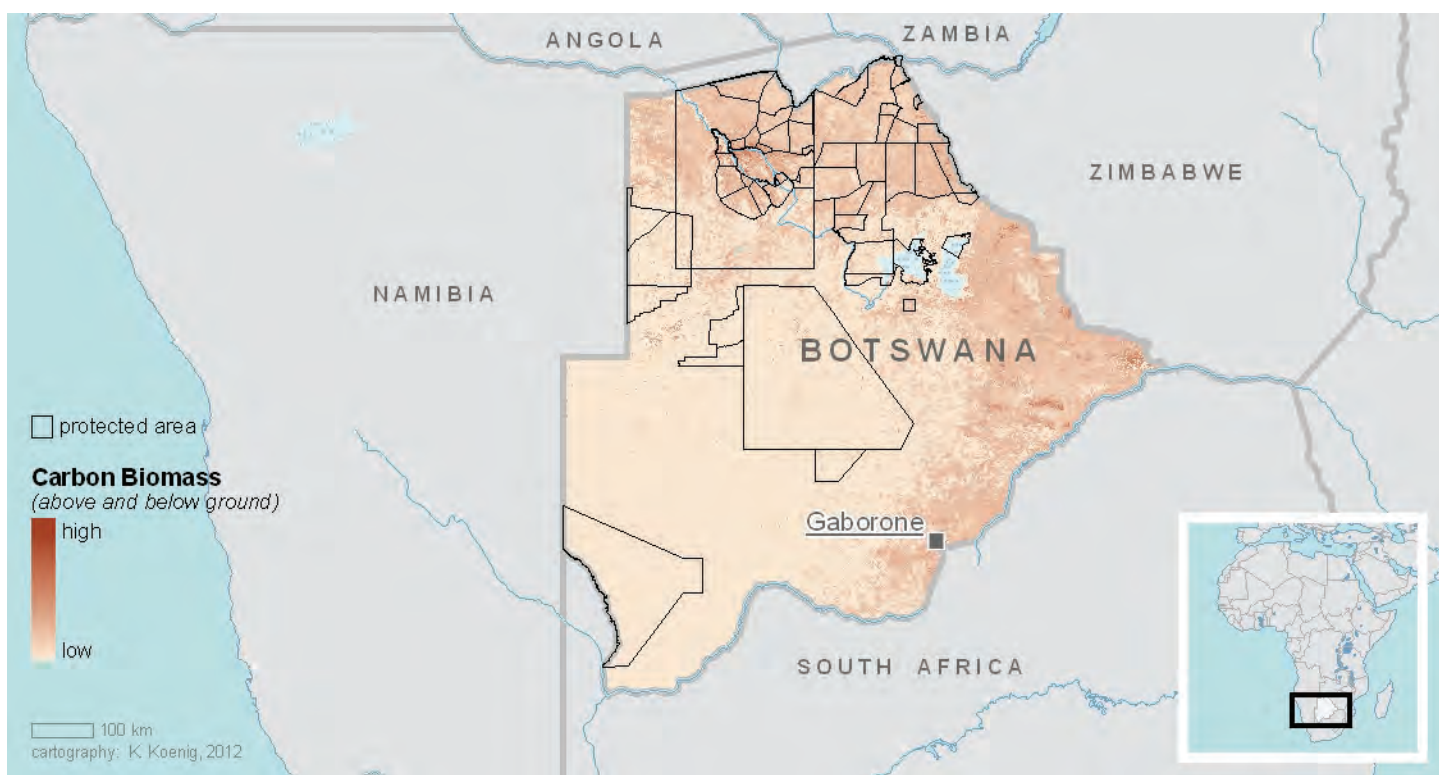 ANGOLA
ZAMBIA
ZIMBABWE
NAMIBIA
BOTSWANA
protected area
Carbon Biomass
(above and below ground)
high
low
Gaborone
SOUTH AFRICA
100 km
cartography: K. Koenig, 2012